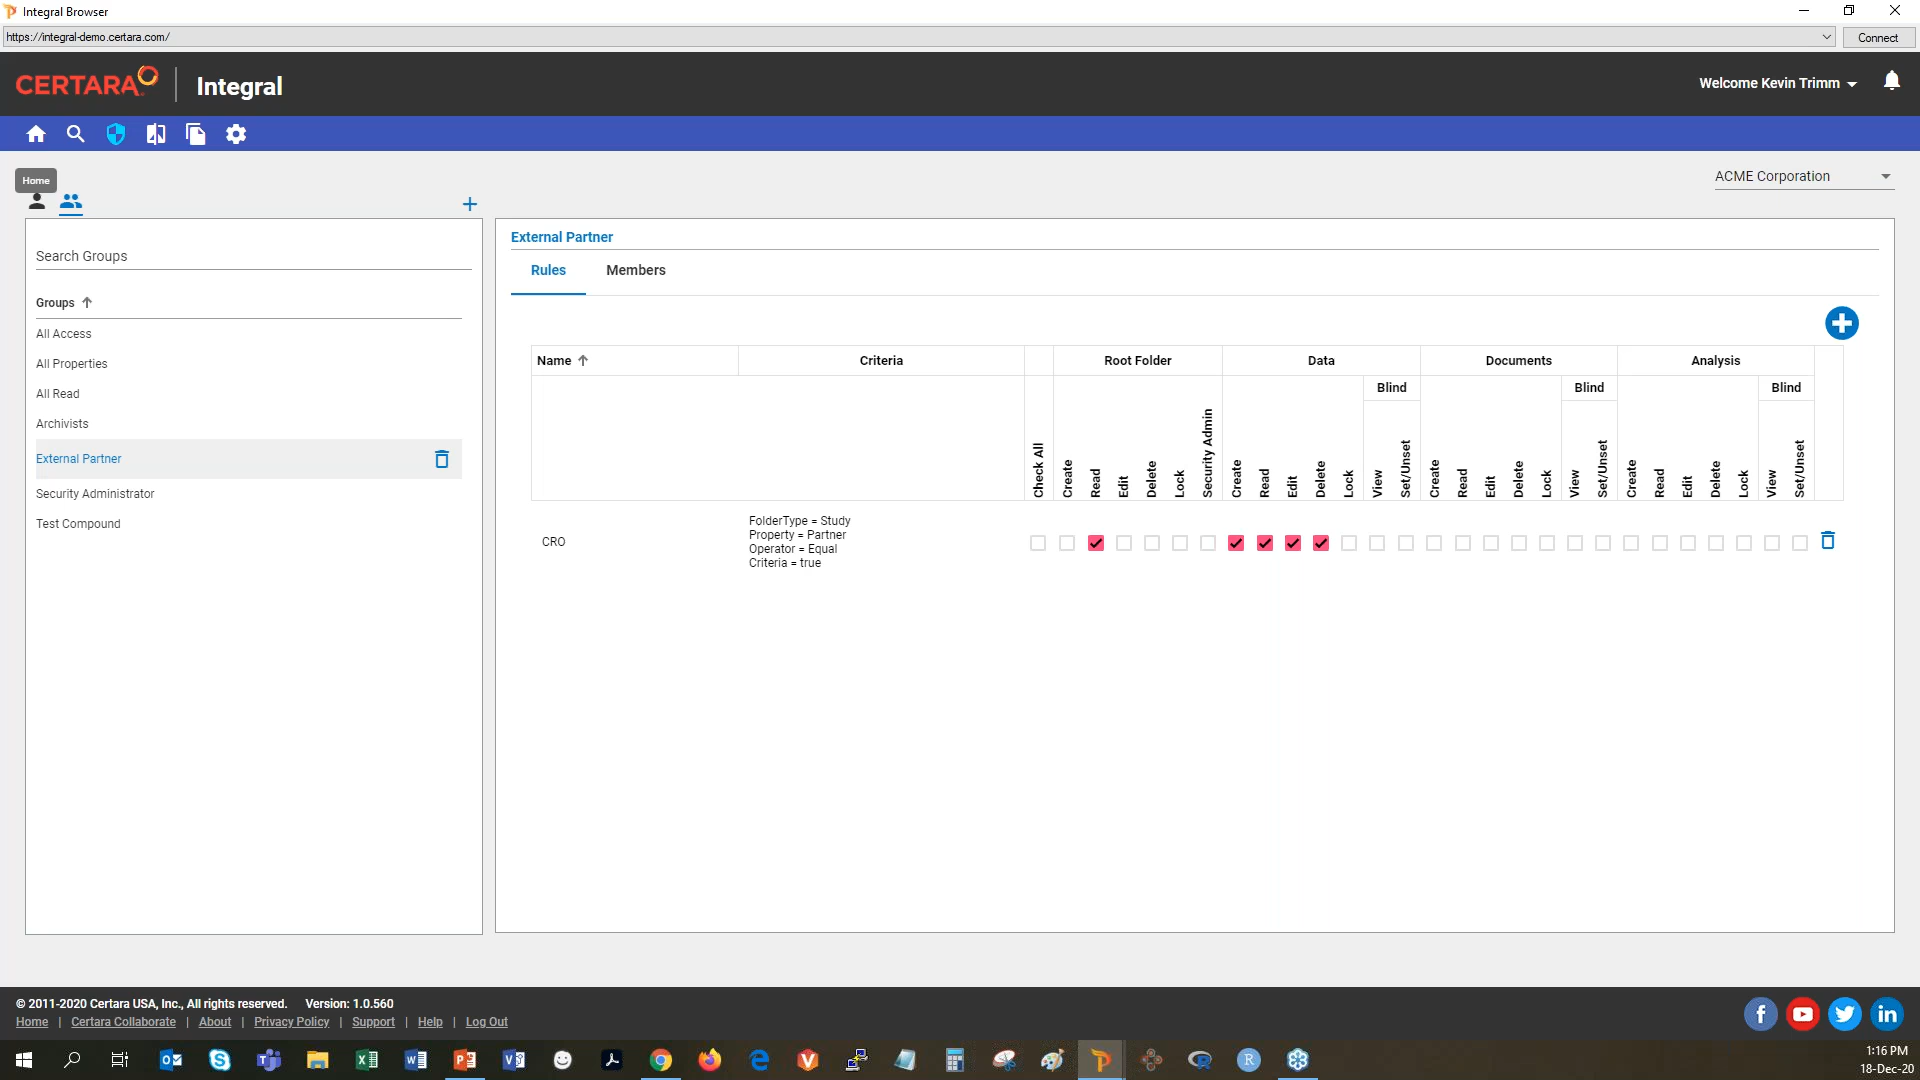 Integral Browser
https://integral-demo.certara.com/
Connect
CERTARA
Integral
Welcome Kevin Trimm
Home
ACME Corporation
Search Groups
Groups
All Access
All Properties
All Read
Archivists
External Partner
Security Administrator
Test Compound
External Partner
Rules
Members
Name
Criteria
Root Folder
Data
Documents
Analysis
Blind
Blind
Blind
Check All
Create
Read
Edit
Delete
Lock
Security Admin
Create
Read
Edit
Delete
Lock
View
Set/Unset
Create
Read
Edit
Delete
Lock
View
Set/Unset
Create
Read
Edit
Delete
Lock
View
Set/Unset
CRO
FolderType = Study
Property = Partner
Operator = Equal
Criteria = true
© 2011-2020 Certara USA, Inc., All rights reserved. Version: 1.0.560
Home | Certara Collaborate | About | Privacy Policy | Support | Help | Log Out
1:16 PM
18-Dec-20